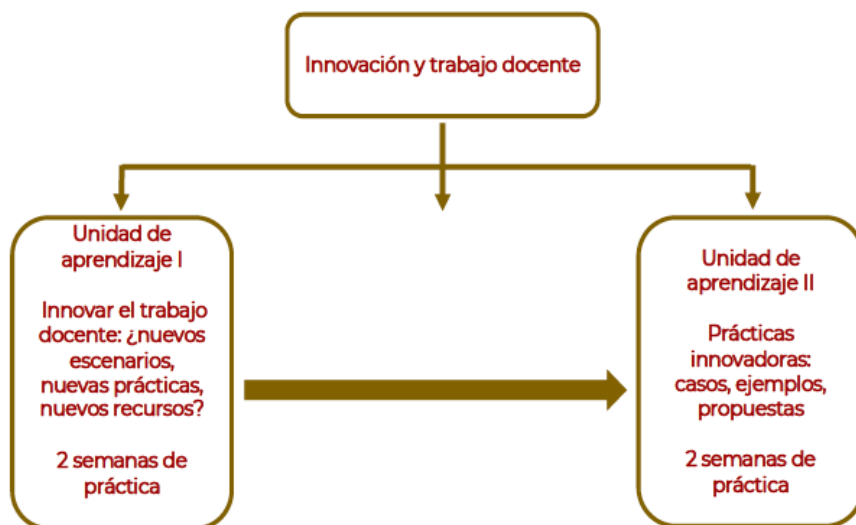 Innovación y trabajo docente
Unidad de
aprendizaje I
Innovar el trabajo
docente: ¿nuevos
escenarios,
nuevas prácticas,
nuevos recursos?
2 semanas de
práctica
Unidad de
aprendizaje II
Prácticas
innovadoras:
casos, ejemplos,
propuestas
2 semanas de
práctica